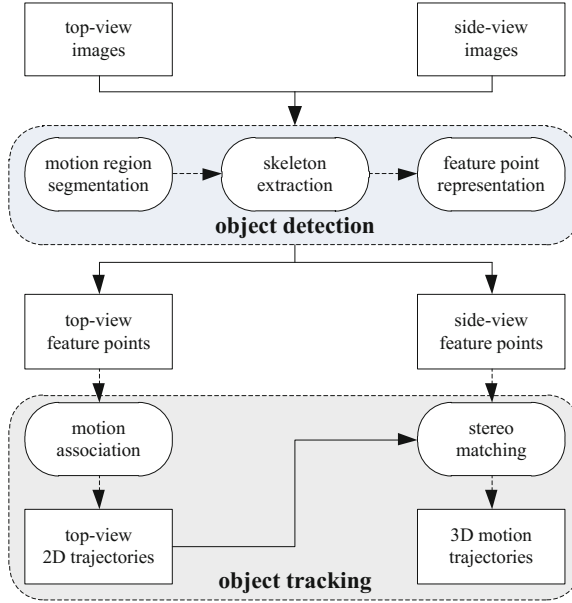 top-view
images
side-view
images
motion region
segmentation
skeleton
extraction
feature point
representation
object detection
top-view
feature points
side-view
feature points
motion
association
stereo
matching
top-view
2D trajectories
3D motion
trajectories
object tracking